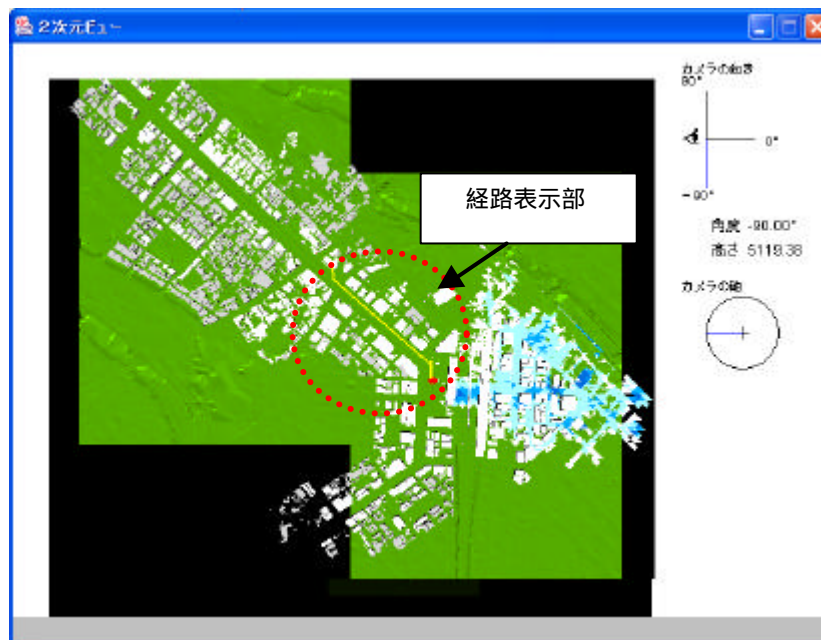 2次元ビュー
カメラの傾き
90°
0°
-90°
角度 -90.00°
高さ 5119.38
カメラの軸
経路表示部